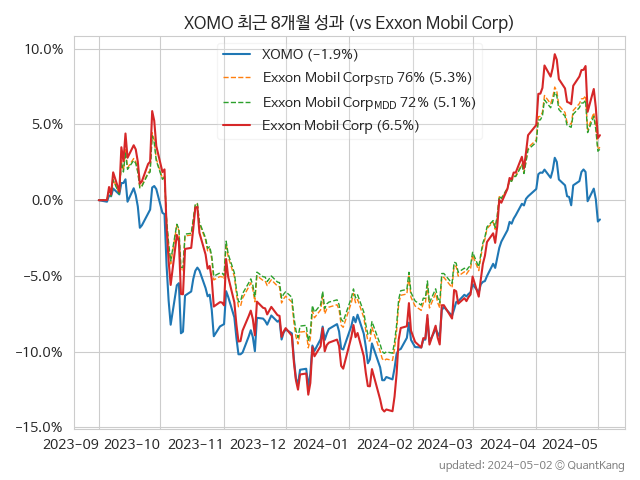 XOMO 최근 8개월 성과 (vs Exxon Mobil Corp)
XOMO (−1.9%)
Exxon Mobil CorpSTD 76% (5.3%)
Exxon Mobil CorpMDD 72% (5.1%)
Exxon Mobil Corp (6.5%)
10.0%
5.0%
0.0%
−5.0%
−10.0%
−15.0%
2023-09 2023-10 2023-11 2023-12 2024-01 2024-02 2024-03 2024-04 2024-05
updated: 2024-05-02 © QuantKang